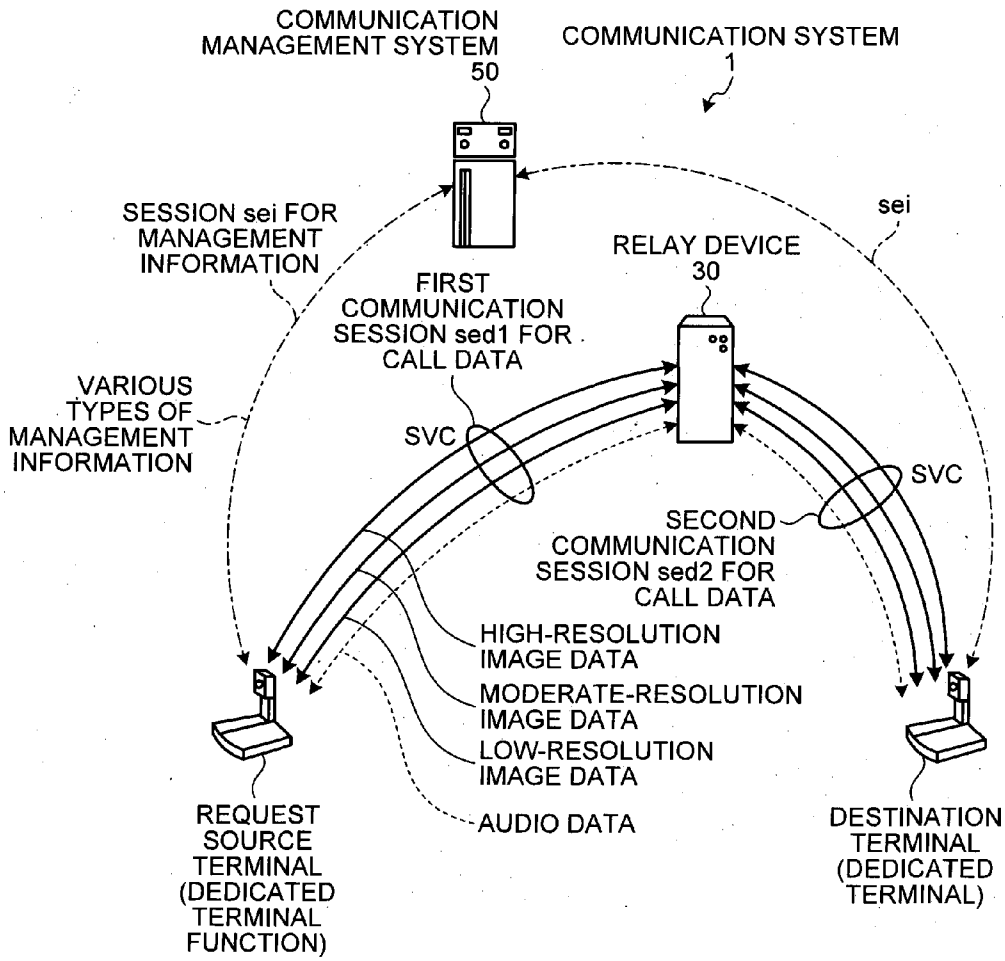 COMMUNICATION
MANAGEMENT SYSTEM
50
COMMUNICATION SYSTEM
1
SESSION sei FOR
MANAGEMENT
INFORMATION
sei
RELAY DEVICE
30
FIRST
COMMUNICATION
SESSION sed1 FOR
CALL DATA
VARIOUS
TYPES OF
MANAGEMENT
INFORMATION
SVC
SVC
SECOND
COMMUNICATION
SESSION sed2 FOR
CALL DATA
HIGH-RESOLUTION
IMAGE DATA
MODERATE-RESOLUTION
IMAGE DATA
LOW-RESOLUTION
IMAGE DATA
AUDIO DATA
REQUEST
SOURCE
TERMINAL
(DEDICATED
TERMINAL
FUNCTION)
DESTINATION
TERMINAL
(DEDICATED
TERMINAL)